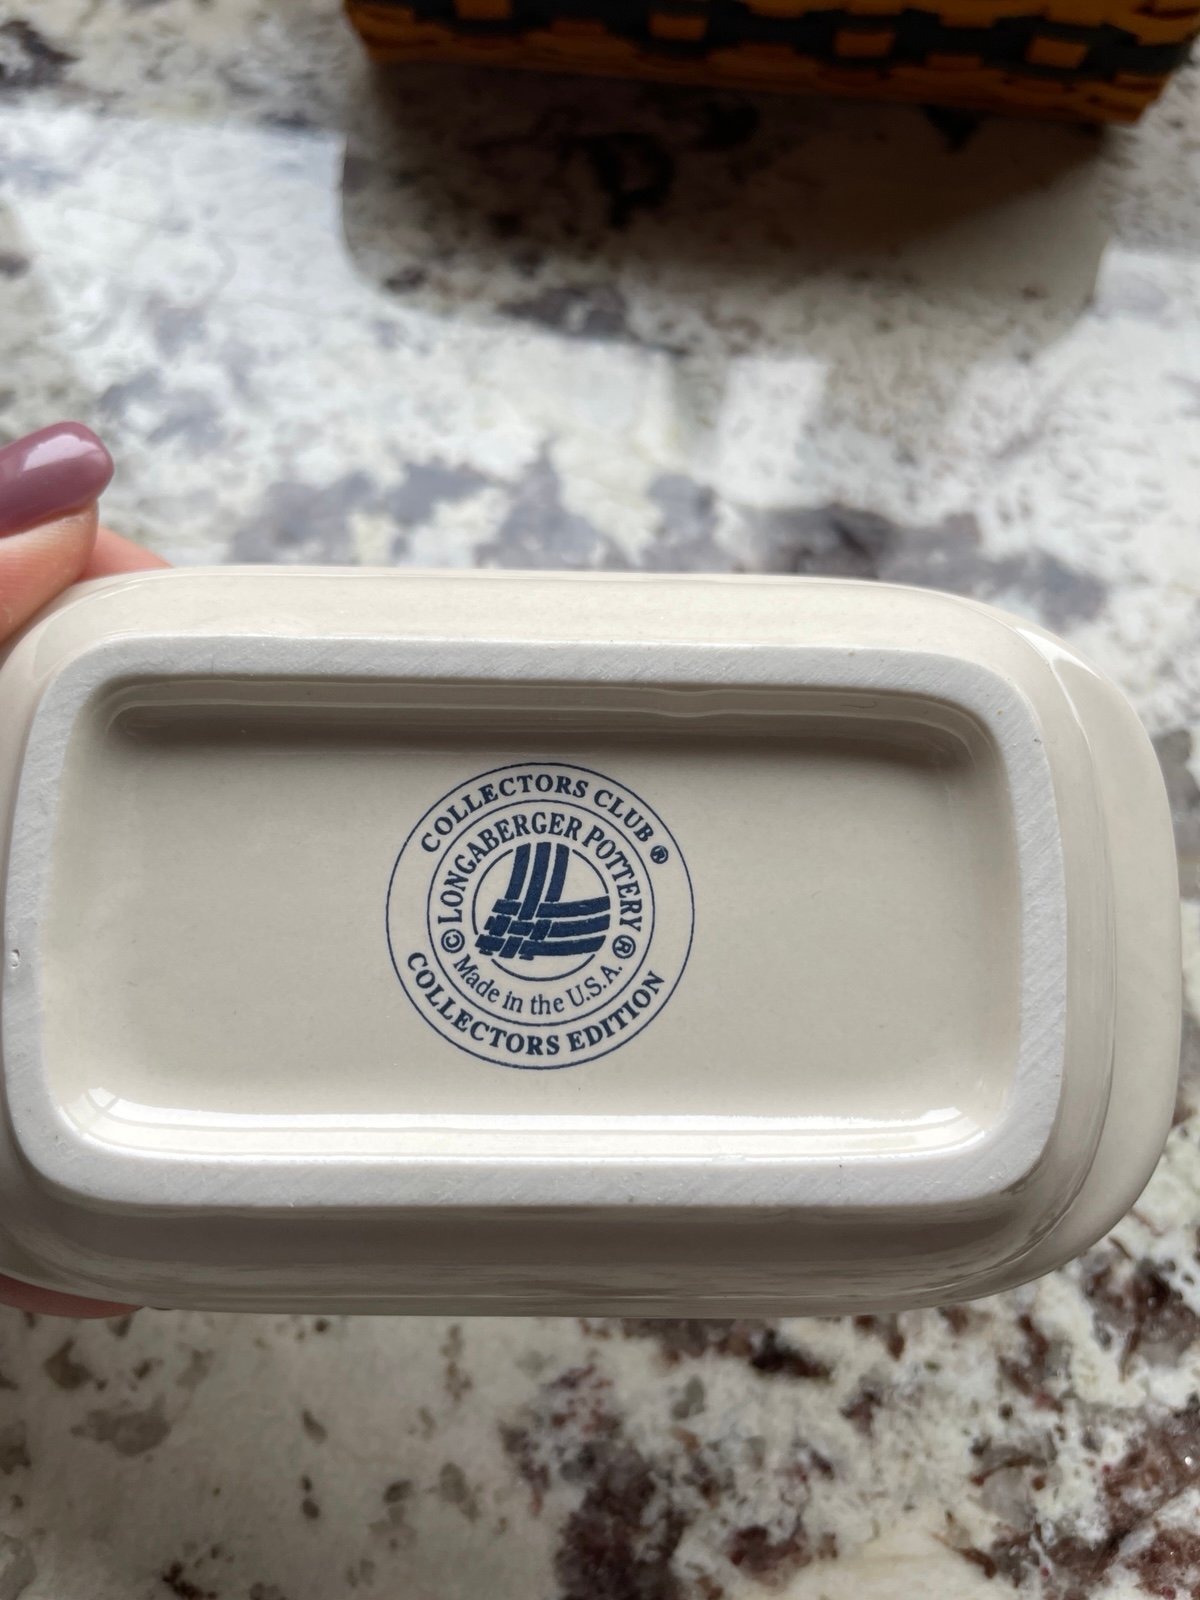 COLLECTORS CLUB ®
© LONGABERGER POTTERY ®
Made in the U.S.A.
COLLECTORS EDITION